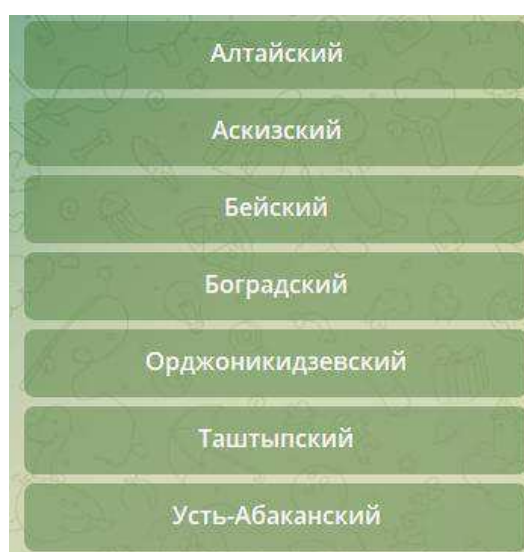 Алтайский
Аскизский
Бейский
Боградский
Орджоникидзевский
Таштыпский
Усть-Абаканский